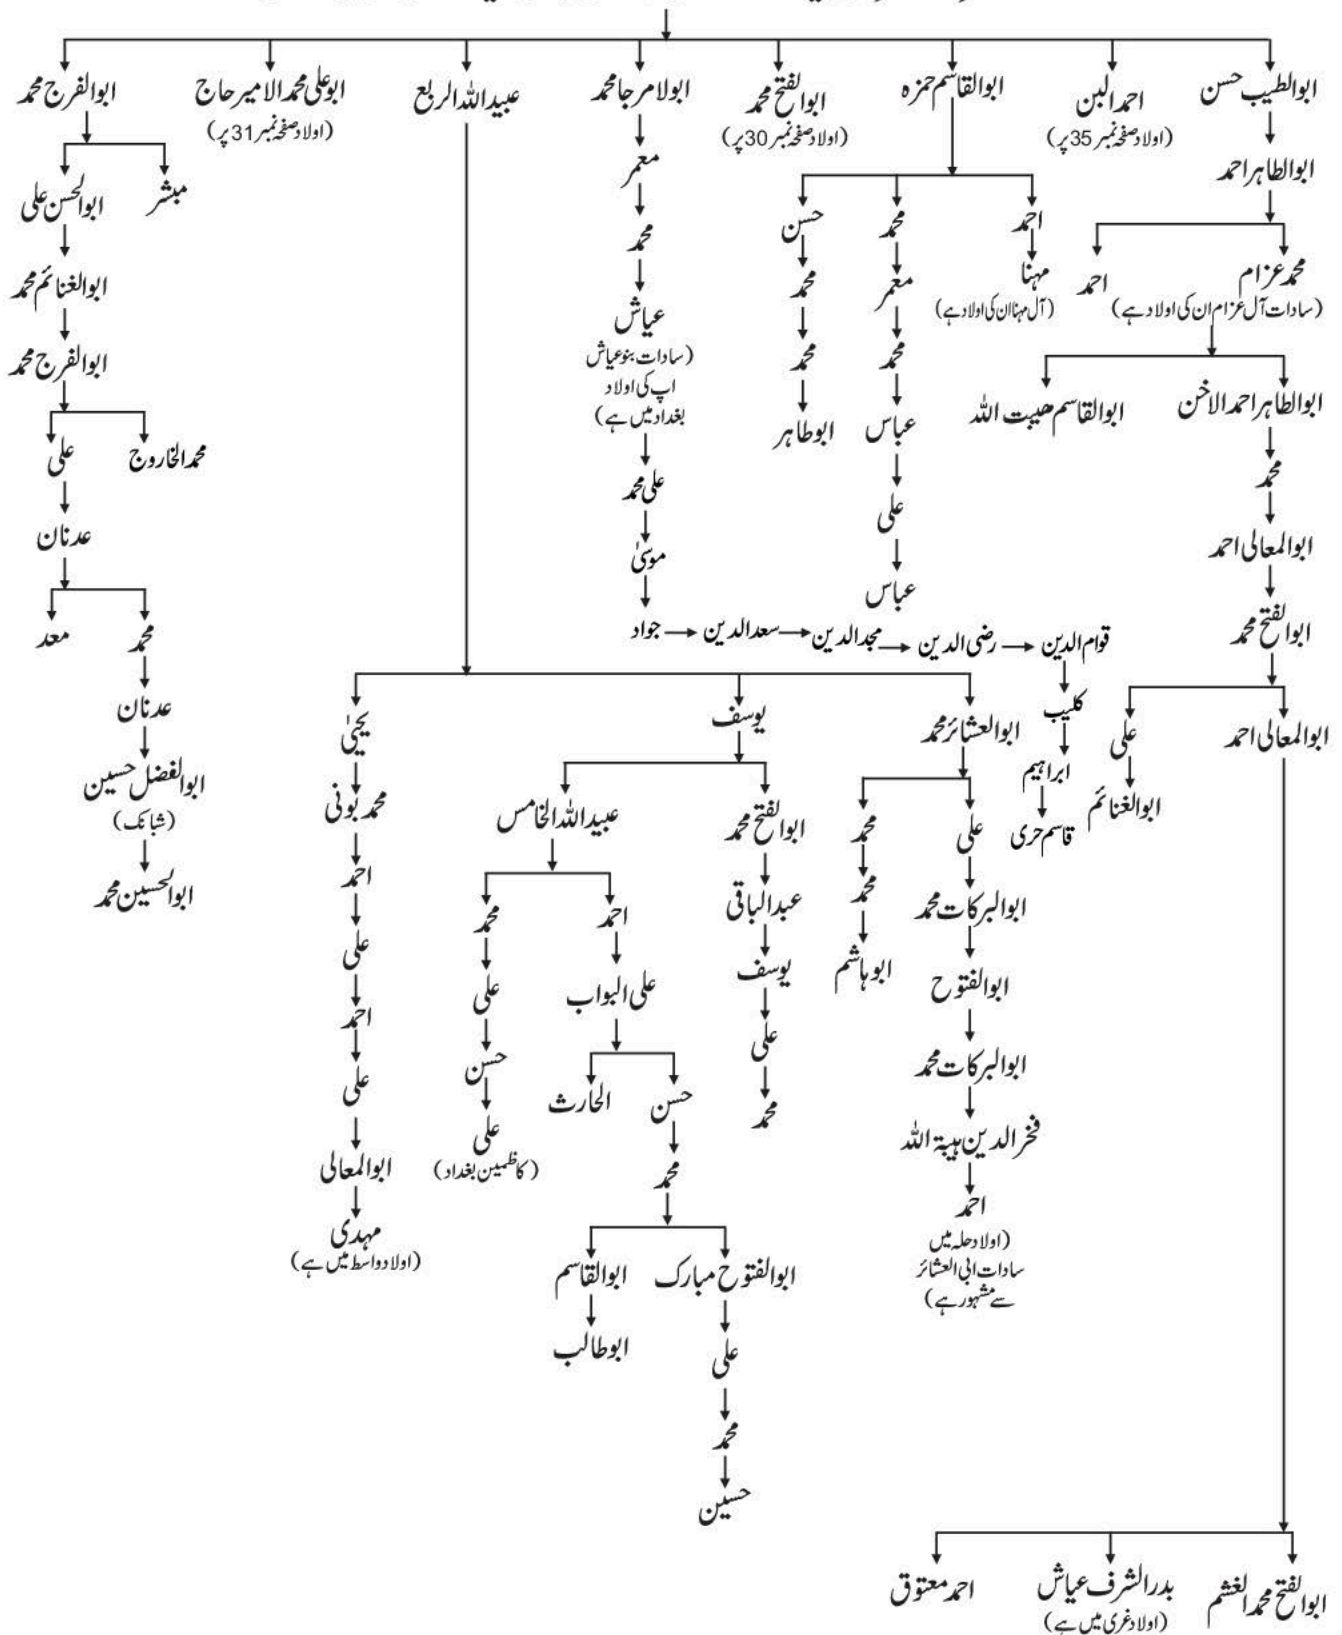 ابوالطیب حسن
احمد البن
(اولاد صفحہ نمبر 35 پر)
ابوالقاسم حمزہ
ابوالفتح محمد
(اولاد صفحہ نمبر 30 پر)
ابولامرجا محمد
عبیداللہ الربع
ابو علی محمد الامیر حاج
(اولاد صفحہ نمبر 31 پر)
ابوالفرج محمد
ابوالطاہر احمد
محمد عزام
(سادات آل عزام ان کی اولاد ہے)
احمد
ابوالطاہر احمد الاخن
ابوالقاسم ھیبت اللہ
محمد
ابوالمعالی احمد
ابوالفتح محمد
ابوالمعالی احمد
علی
ابوالغنائم
ابوالفتح محمد الغشم
بدرالشرف عیاش
(اولاد غری میں ہے)
احمد معتوق
احمد
مہنا
(آل مہنا ان کی اولاد ہے)
محمد
معمر
محمد
عباس
علی
عباس
حسن
محمد
محمد
ابوطاہر
معمر
محمد
عیاش
(سادات بنو عیاش
اپ کی اولاد
بغداد میں ہے)
علی محمد
موسیٰ
جواد
سعدالدین
مجدالدین
رضی الدین
قوام الدین
کلیب
ابراہیم
قاسم حری
ابوالعشائر محمد
علی
ابوالبرکات محمد
ابوالفتوح
ابوالبرکات محمد
فخرالدین ہیبۃ اللہ
احمد
(اولاد حلہ میں
سادات ابی العشائر
سے مشہور ہے)
محمد
محمد
ابو ہاشم
یوسف
ابوالفتح محمد
عبدالباقی
یوسف
علی
محمد
عبیداللہ الخامس
احمد
علی البواب
حسن
الحارث
محمد
ابوالفتوح مبارک
علی
محمد
حسین
ابوالقاسم
ابوطالب
محمد
علی
حسن
علی
(کاظمین بغداد)
یحییٰ
محمد بونی
احمد
علی
احمد
علی
ابوالمعالی
مہدی
(اولاد واسط میں ہے)
مبشر
ابوالحسن علی
ابوالغنائم محمد
ابوالفرج محمد
محمد الخاروج
علی
عدنان
محمد
معد
عدنان
ابوالفضل حسین
(شبانک)
ابوالحسین محمد